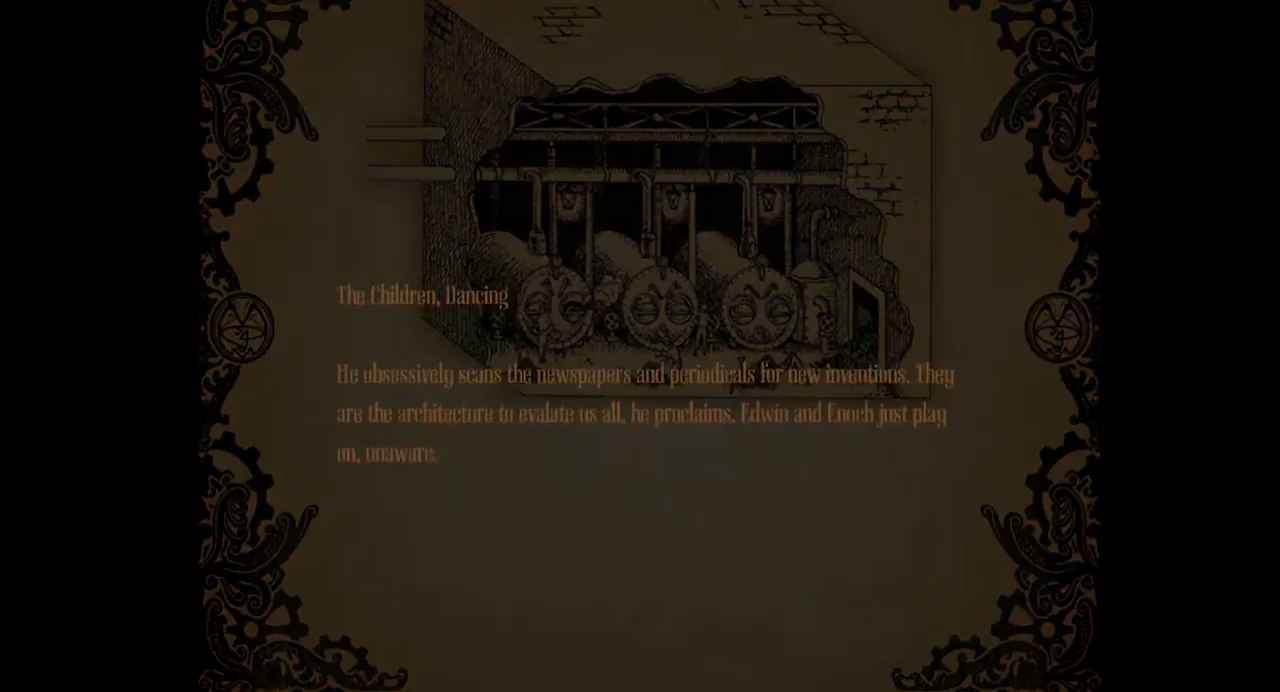 The Children, Dancing
He obsessively scans the newspapers and periodicals for new inventions. They
are the architecture to evalate us all, he proclaims. Edwin and Enoch just play
on, unaware.